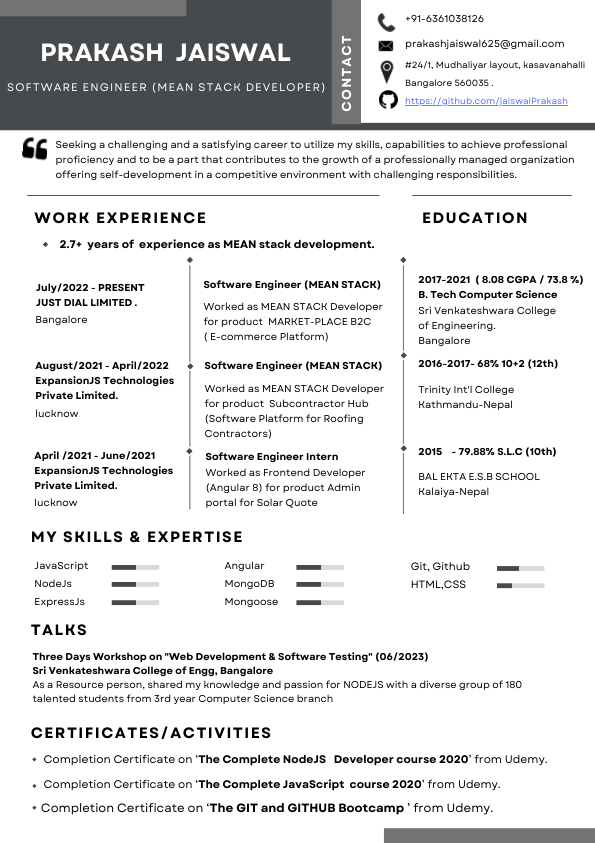 PRAKASH JAISWAL
SOFTWARE ENGINEER (MEAN STACK DEVELOPER)
CONTACT
+91-6361038126
prakashjaiswal625@gmail.com
#24/1, Mudhaliyar layout, kasavanahalli
Bangalore 560035 .
https://github.com/jaiswalPrakash
Seeking a challenging and a satisfying career to utilize my skills, capabilities to achieve professional
proficiency and to be a part that contributes to the growth of a professionally managed organization
offering self-development in a competitive environment with challenging responsibilities.
WORK EXPERIENCE
2.7+ years of experience as MEAN stack development.
July/2022 - PRESENT
JUST DIAL LIMITED .
Bangalore
Software Engineer (MEAN STACK)
Worked as MEAN STACK Developer
for product MARKET-PLACE B2C
( E-commerce Platform)
August/2021 - April/2022
ExpansionJS Technologies
Private Limited.
lucknow
Software Engineer (MEAN STACK)
Worked as MEAN STACK Developer
for product Subcontractor Hub
(Software Platform for Roofing
Contractors)
April /2021 - June/2021
ExpansionJS Technologies
Private Limited.
lucknow
Software Engineer Intern
Worked as Frontend Developer
(Angular 8) for product Admin
portal for Solar Quote
EDUCATION
2017-2021 ( 8.08 CGPA / 73.8 %)
B. Tech Computer Science
Sri Venkateshwara College
of Engineering.
Bangalore
2016-2017- 68% 10+2 (12th)
Trinity Int'l College
Kathmandu-Nepal
2015 - 79.88% S.L.C (10th)
BAL EKTA E.S.B SCHOOL
Kalaiya-Nepal
MY SKILLS & EXPERTISE
JavaScript
NodeJs
ExpressJs
Angular
MongoDB
Mongoose
Git, Github
HTML,CSS
TALKS
Three Days Workshop on "Web Development & Software Testing" (06/2023)
Sri Venkateshwara College of Engg, Bangalore
As a Resource person, shared my knowledge and passion for NODEJS with a diverse group of 180
talented students from 3rd year Computer Science branch
CERTIFICATES/ACTIVITIES
Completion Certificate on ‘The Complete NodeJS Developer course 2020’ from Udemy.
Completion Certificate on ‘The Complete JavaScript course 2020’ from Udemy.
Completion Certificate on ‘The GIT and GITHUB Bootcamp ’ from Udemy.